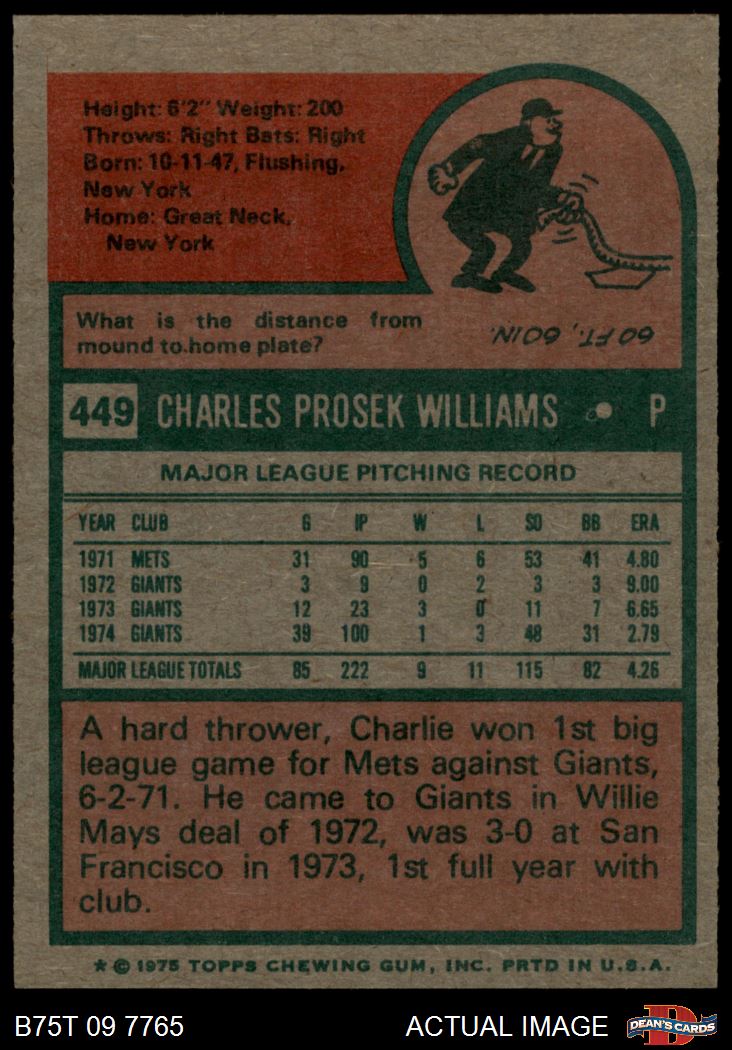 Height: 6'2" Weight: 200
Throws: Right Bats: Right
Born: 10-11-47, Flushing,
New York
Home: Great Neck,
New York
What is the distance from
mound to home plate?
60 FT., 60 IN.
449 CHARLES PROSEK WILLIAMS • P
MAJOR LEAGUE PITCHING RECORD
YEAR CLUB G IP W L SO BB ERA
1971 METS 31 90 5 6 53 41 4.80
1972 GIANTS 3 9 0 2 3 3 9.00
1973 GIANTS 12 23 3 0 11 7 6.65
1974 GIANTS 39 100 1 3 48 31 2.79
MAJOR LEAGUE TOTALS 85 222 9 11 115 82 4.26
A hard thrower, Charlie won 1st big
league game for Mets against Giants,
6-2-71. He came to Giants in Willie
Mays deal of 1972, was 3-0 at San
Francisco in 1973, 1st full year with
club.
* © 1975 TOPPS CHEWING GUM, INC. PRTD IN U.S.A.
B75T 09 7765 ACTUAL IMAGE DEAN'S CARDS